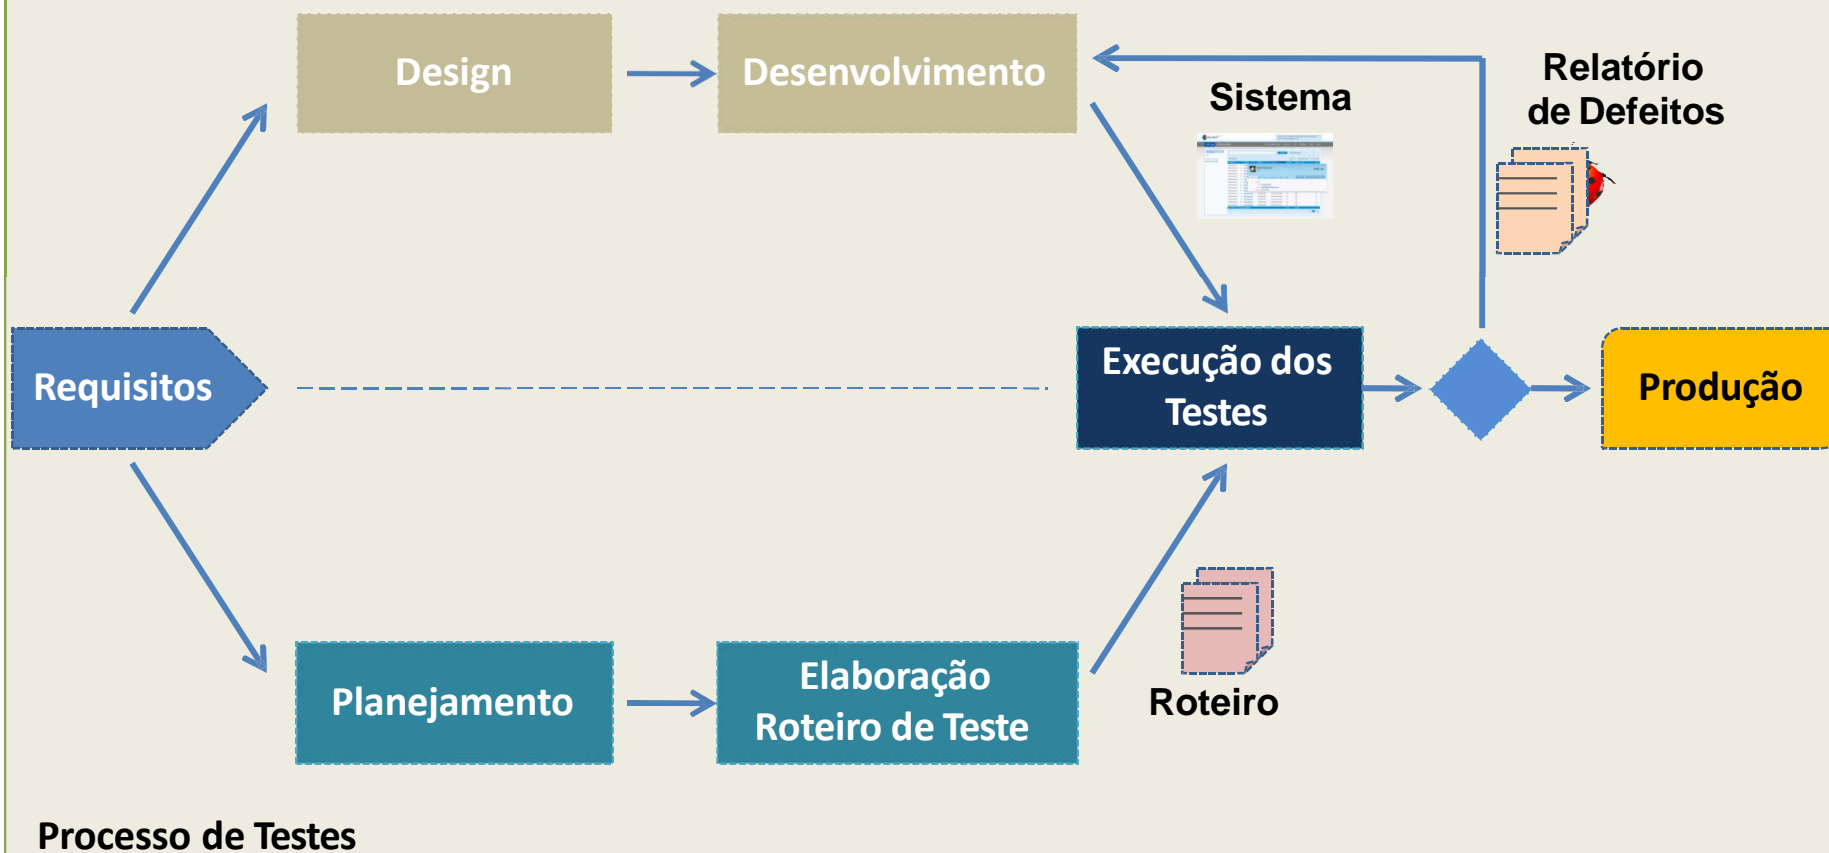 Design
Desenvolvimento
Sistema
Relatório
de Defeitos
Requisitos
Execução dos
Testes
Produção
Planejamento
Elaboração
Roteiro de Teste
Roteiro
Processo de Testes